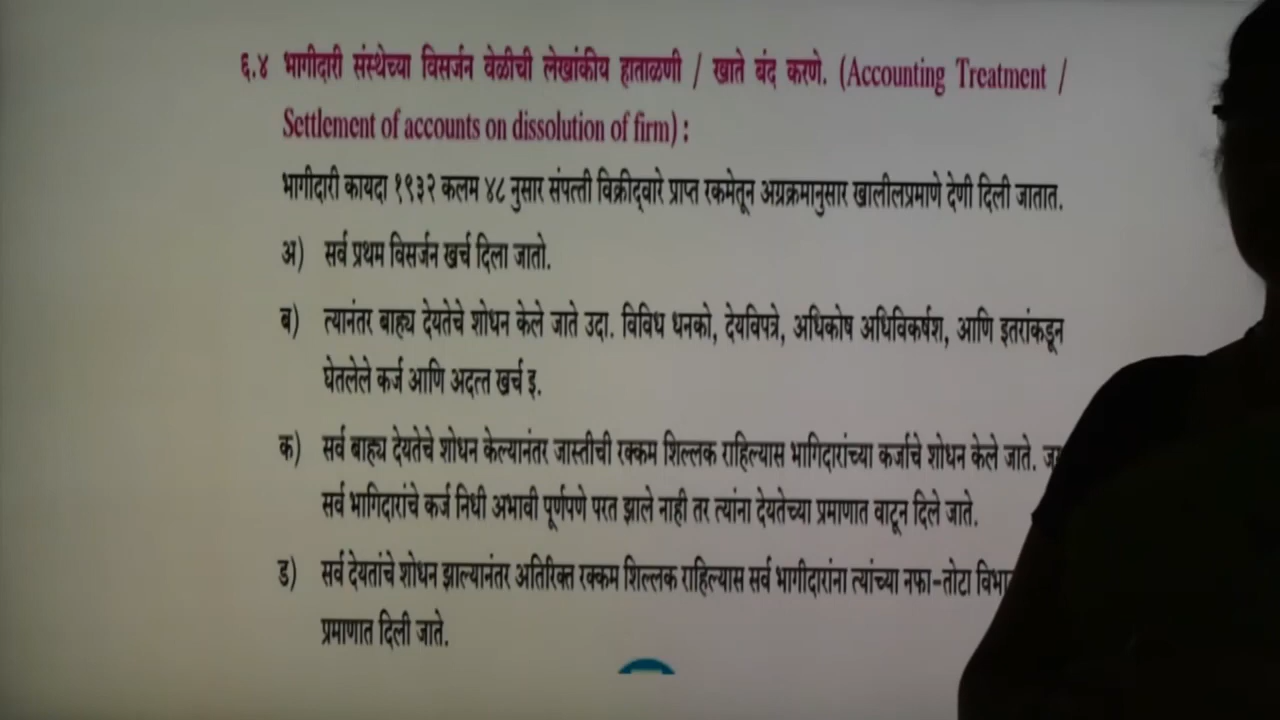 ६.४ भागीदारी संस्थेच्या विसर्जन वेळीची लेखांकीय हाताळणी / खाते बंद करणे. (Accounting Treatment /
Settlement of accounts on dissolution of firm) :
भागीदारी कायदा १९३२ कलम ४८ नुसार संपत्ती विक्रीद्‌वारे प्राप्त रकमेतून अग्रक्रमानुसार खालीलप्रमाणे देणी दिली जातात.
अ) सर्व प्रथम विसर्जन खर्च दिला जातो.
ब) त्यानंतर बाह्य देयतेचे शोधन केले जाते उदा. विविध धनको, देयविपत्रे, अधिकोष अधिविकर्षश, आणि इतरांकडून
घेतलेले कर्ज आणि अदत्त खर्च इ.
क) सर्व बाह्य देयतेचे शोधन केल्यानंतर जास्तीची रक्कम शिल्लक राहिल्यास भागिदारांच्या कर्जाचे शोधन केले जाते.
सर्व भागिदारांचे कर्ज निधी अभावी पूर्णपणे परत झाले नाही तर त्यांना देयतेच्या प्रमाणात वाटून दिले जाते.
ड) सर्व देयतांचे शोधन झाल्यानंतर अतिरिक्त रक्कम शिल्लक राहिल्यास सर्व भागीदारांना त्यांच्या नफा-तोटा
प्रमाणात दिली जाते.